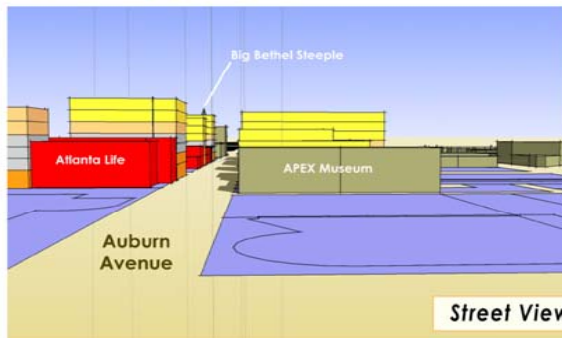 Big Bethel Steeple
Atlanta Life
APEX Museum
Auburn
Avenue
Street View